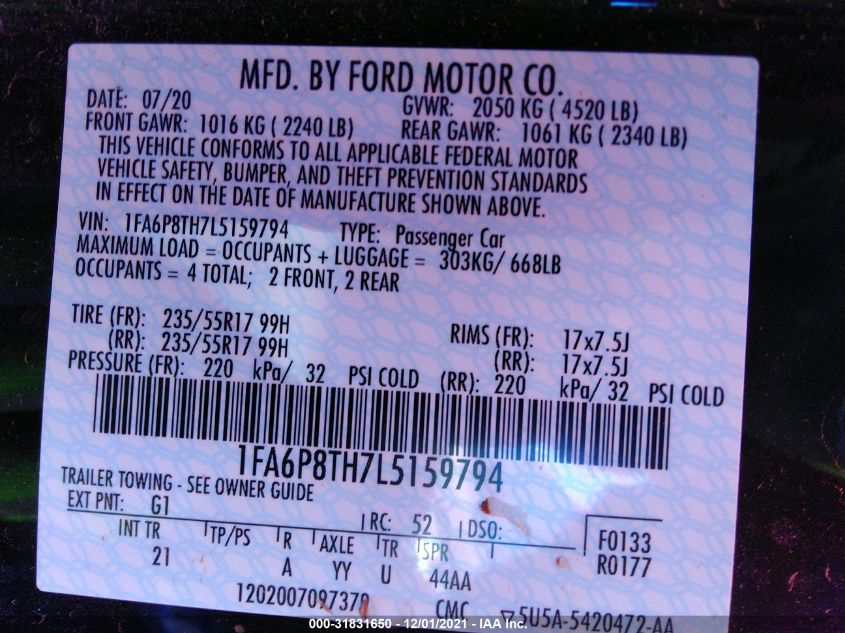 MFD. BY FORD MOTOR CO.
DATE: 07/20 GVWR: 2050 KG ( 4520 LB)
FRONT GAWR: 1016 KG ( 2240 LB) REAR GAWR: 1061 KG ( 2340 LB)
THIS VEHICLE CONFORMS TO ALL APPLICABLE FEDERAL MOTOR
VEHICLE SAFETY, BUMPER, AND THEFT PREVENTION STANDARDS
IN EFFECT ON THE DATE OF MANUFACTURE SHOWN ABOVE.
VIN: 1FA6P8TH7L5159794 TYPE: Passenger Car
MAXIMUM LOAD = OCCUPANTS + LUGGAGE = 303KG/ 668LB
OCCUPANTS = 4 TOTAL; 2 FRONT, 2 REAR
TIRE (FR): 235/55R17 99H RIMS (FR): 17x7.5J
(RR): 235/55R17 99H (RR): 17x7.5J
PRESSURE (FR): 220 kPa/ 32 PSI COLD (RR): 220 kPa/ 32 PSI COLD
1FA6P8TH7L5159794
TRAILER TOWING - SEE OWNER GUIDE
EXT PNT: G1 RC: 52 DSO: F0133
INT TR TP/PS R AXLE TR SPR R0177
21 A YY U 44AA
1202007097370 CMC ▽5U5A-5420472-AA
000-31831650 - 12/01/2021 - IAA Inc.